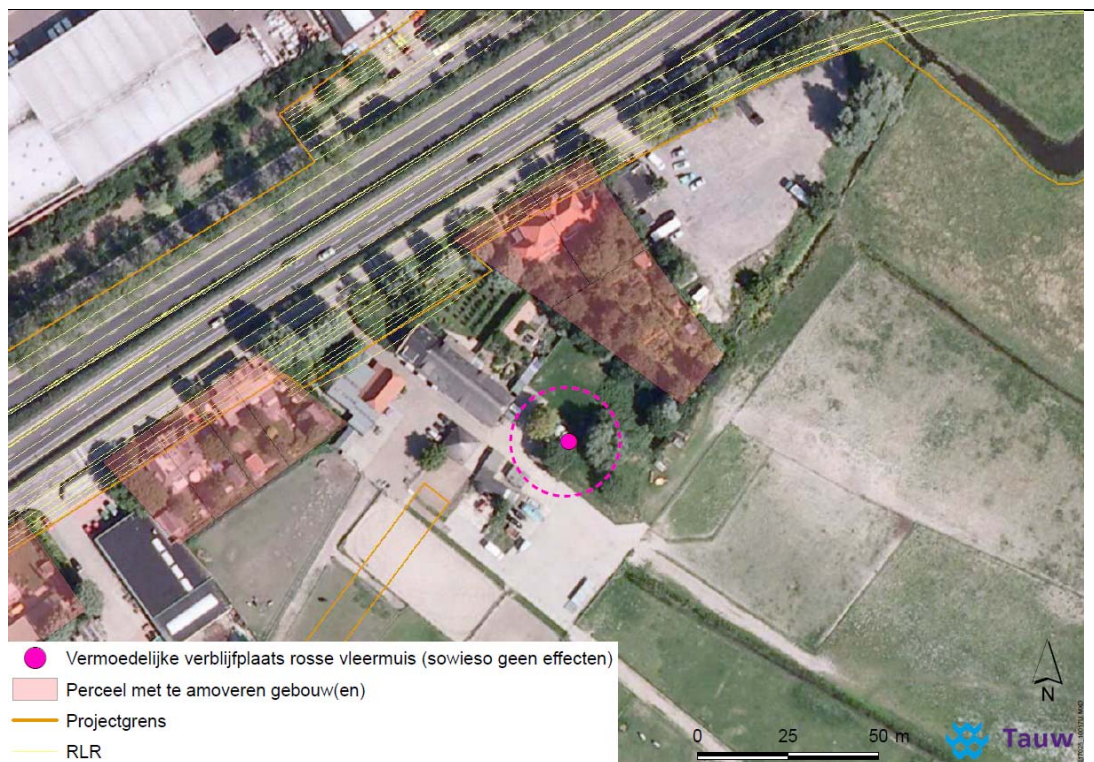 Vermoedelijke verblijfplaats rosse vleermuis (sowieso geen effecten)
Perceel met te amoveren gebouw(en)
Projectgrens
RLR
0 25 50 m
N
Tauw